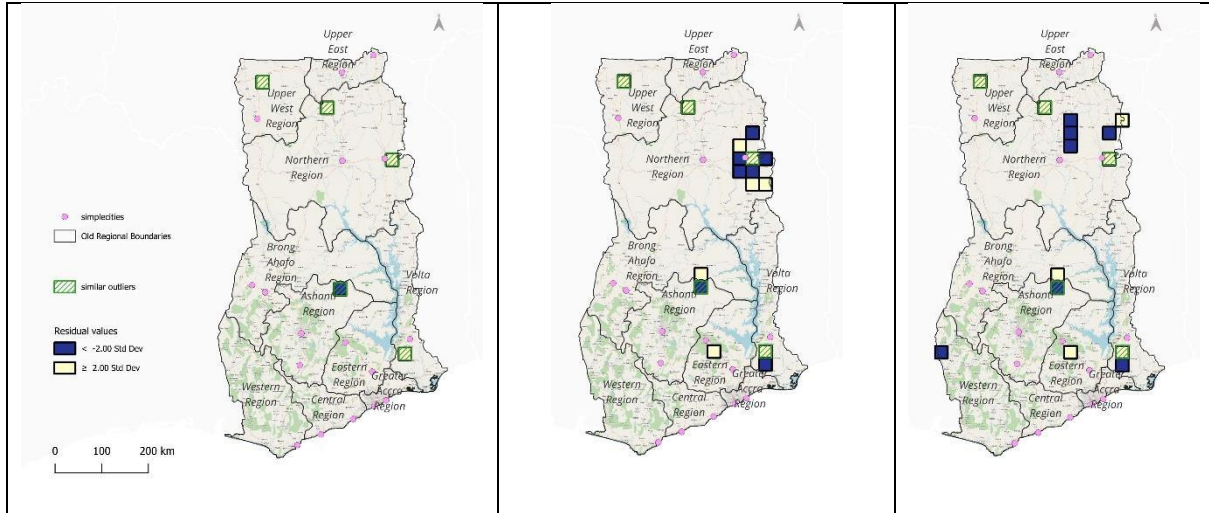 Upper
East
Region
Upper
West
Region
Northern
Region
simplecities
Old Regional Boundaries
Brong
Ahafo
Region
Volta
Region
similar outliers
Ashanti
Region
Residual values
< -2.00 Std Dev
≥ 2.00 Std Dev
Eastern
Region
Greater
Accra
Region
Western
Region
Central
Region
0 100 200 km
Upper
East
Region
Upper
West
Region
Northern
Region
Brong
Ahafo
Region
Volta
Region
Ashanti
Region
Eastern
Region
Greater
Accra
Region
Western
Region
Central
Region
Upper
East
Region
Upper
West
Region
Northern
Region
Brong
Ahafo
Region
Volta
Region
Ashanti
Region
Eastern
Region
Greater
Accra
Region
Western
Region
Central
Region